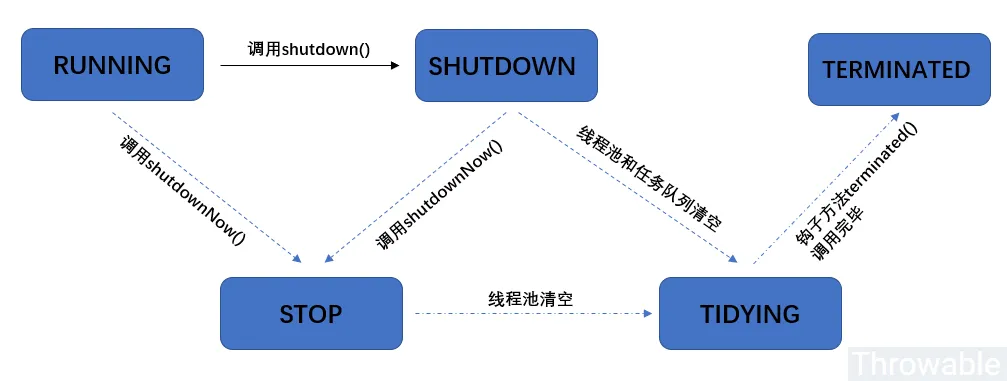 RUNNING
调用shutdown()
SHUTDOWN
TERMINATED
调用shutdownNow()
调用shutdownNow()
线程池和任务队列清空
钩子方法terminated()
调用完毕
STOP
线程池清空
TIDYING
Throwable